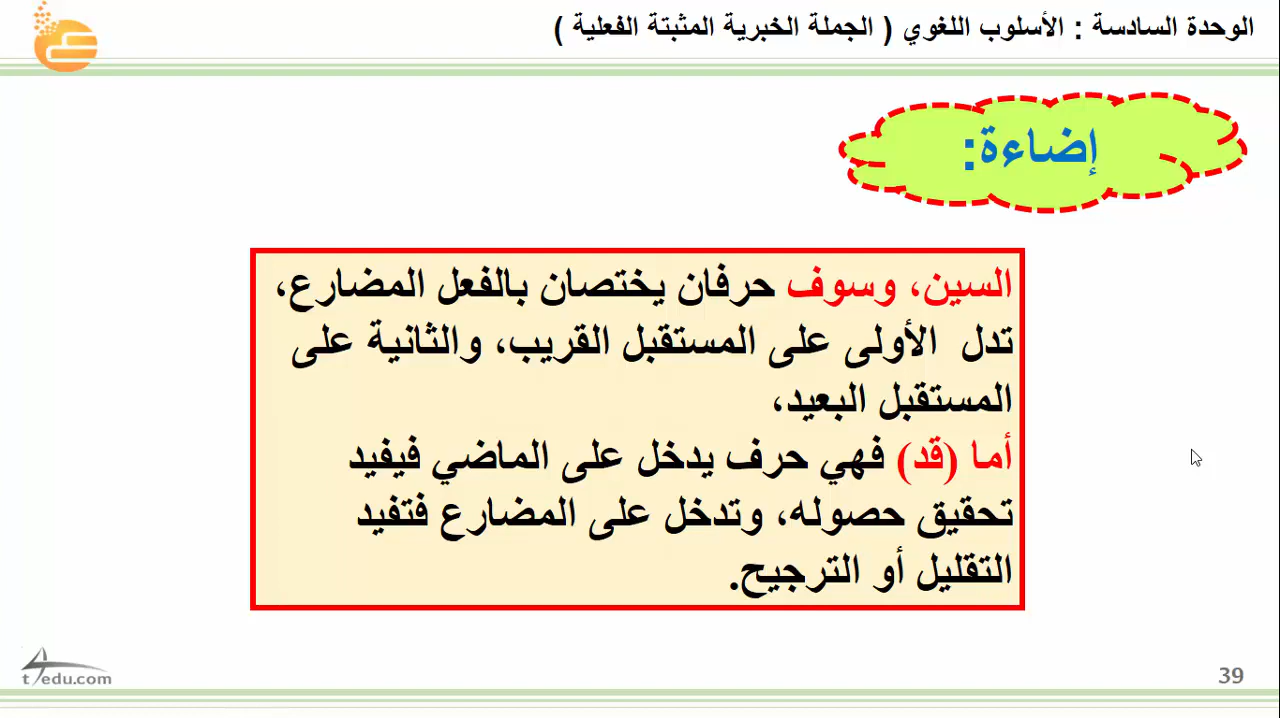 الوحدة السادسة : الأسلوب اللغوي ( الجملة الخبرية المثبتة الفعلية )
إضاءة:
السين، وسوف حرفان يختصان بالفعل المضارع،
تدل الأولى على المستقبل القريب، والثانية على
المستقبل البعيد،
أما (قد) فهي حرف يدخل على الماضي فيفيد
تحقيق حصوله، وتدخل على المضارع فتفيد
التقليل أو الترجيح.
t4edu.com
39